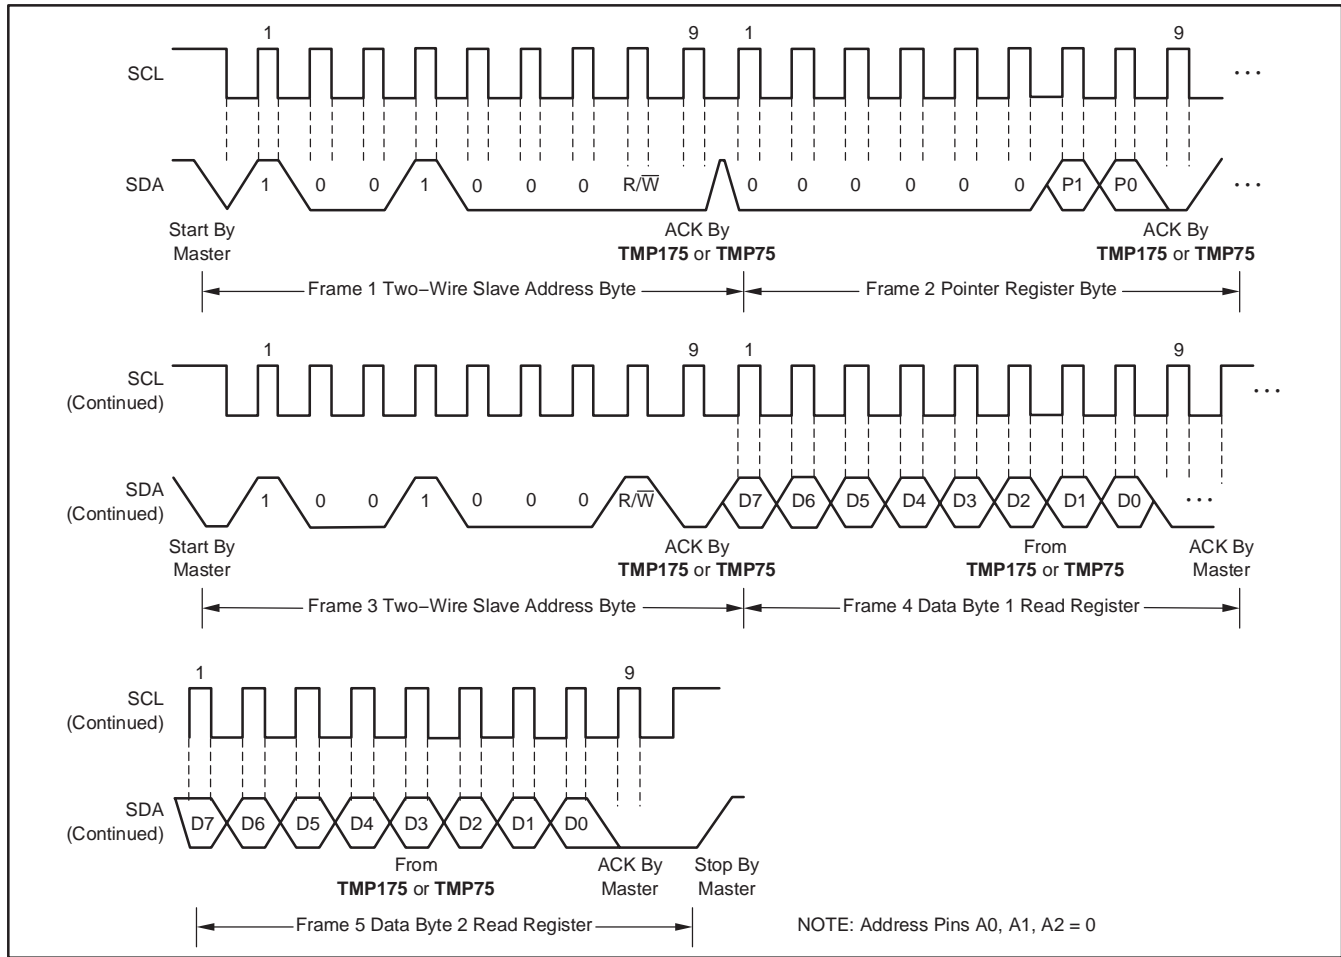 1 9 1 9
SCL ...
SDA 1 0 0 1 0 0 0 R/W̅ 0 0 0 0 0 0 P1 P0 ...
Start By Master
ACK By TMP175 or TMP75
ACK By TMP175 or TMP75
Frame 1 Two−Wire Slave Address Byte
Frame 2 Pointer Register Byte
1 9 1 9
SCL (Continued) ...
SDA (Continued) 1 0 0 1 0 0 0 R/W̅ D7 D6 D5 D4 D3 D2 D1 D0 ...
Start By Master
ACK By TMP175 or TMP75
From TMP175 or TMP75
ACK By Master
Frame 3 Two−Wire Slave Address Byte
Frame 4 Data Byte 1 Read Register
1 9
SCL (Continued)
SDA (Continued) D7 D6 D5 D4 D3 D2 D1 D0
From TMP175 or TMP75
ACK By Master
Stop By Master
Frame 5 Data Byte 2 Read Register
NOTE: Address Pins A0, A1, A2 = 0